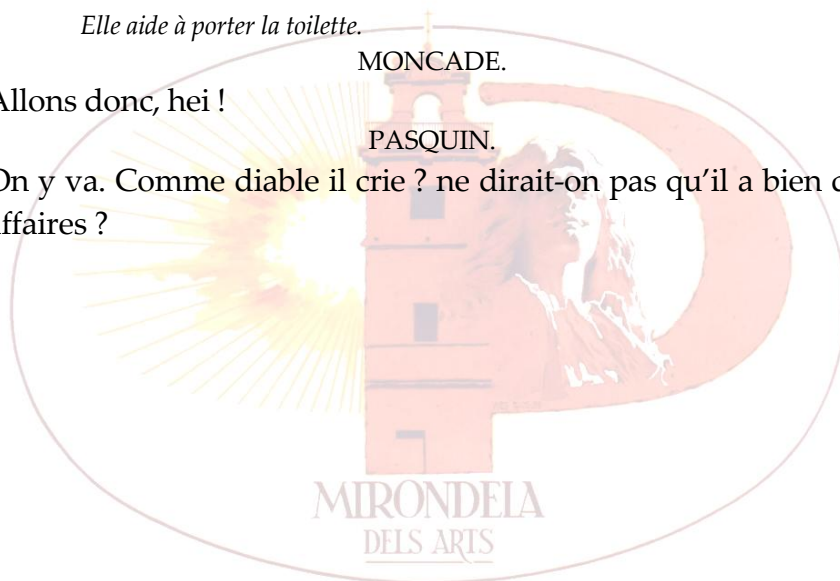 Elle aide à porter la toilette.
MONCADE.
Allons donc, hei !
PASQUIN.
On y va. Comme diable il crie ? ne dirait-on pas qu'il a bien
affaires ?
MIRONDELA
DELS ARTS